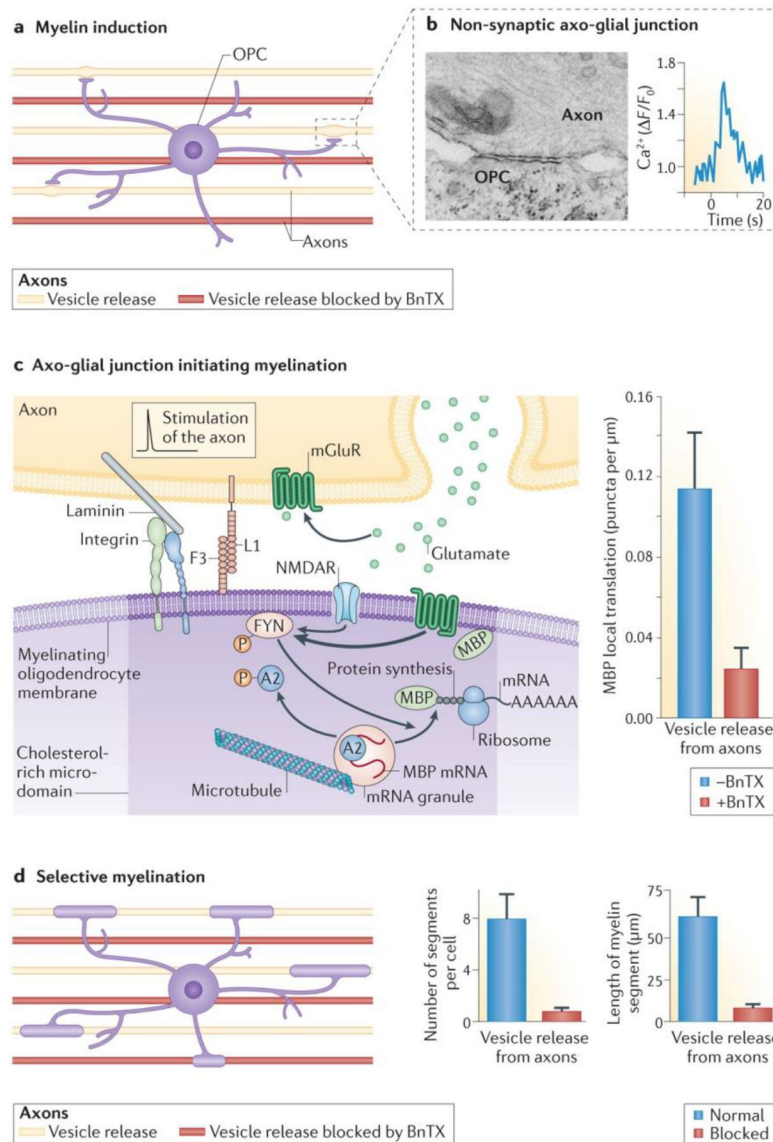 a Myelin induction
OPC
Axons
Axons
Vesicle release
Vesicle release blocked by BnTX
b Non-synaptic axo-glial junction
Axon
OPC
Ca2+ (ΔF/F0)
1.8
1.4
1.0
0
20
Time (s)
c Axo-glial junction initiating myelination
Axon
Stimulation
of the axon
mGluR
Laminin
Integrin
F3
L1
Glutamate
NMDAR
FYN
P
MBP
Myelinating
oligodendrocyte
membrane
P
A2
Protein synthesis
mRNA
MBP
AAAAAA
Ribosome
Cholesterol-
rich micro-
domain
A2
MBP mRNA
Microtubule
mRNA granule
MBP local translation (puncta per µm)
0.16
0.12
0.08
0.04
0.00
Vesicle release
from axons
–BnTX
+BnTX
d Selective myelination
Number of segments
per cell
8
4
0
Vesicle release
from axons
Length of myelin
segment (µm)
75
50
25
0
Vesicle release
from axons
Axons
Vesicle release
Vesicle release blocked by BnTX
Normal
Blocked